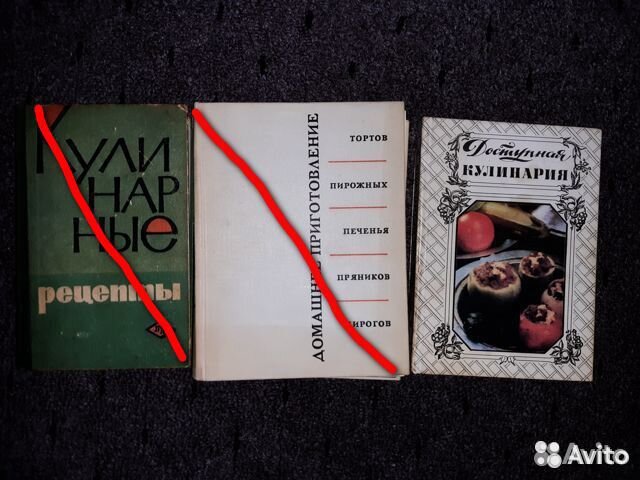 Кули
нар
ные
рецепты
ДОМАШНЕЕ ПРИГОТОВЛЕНИЕ
ТОРТОВ
ПИРОЖНЫХ
ПЕЧЕНЬЯ
ПРЯНИКОВ
ПИРОГОВ
Доступная
КУЛИНАРИЯ
Avito